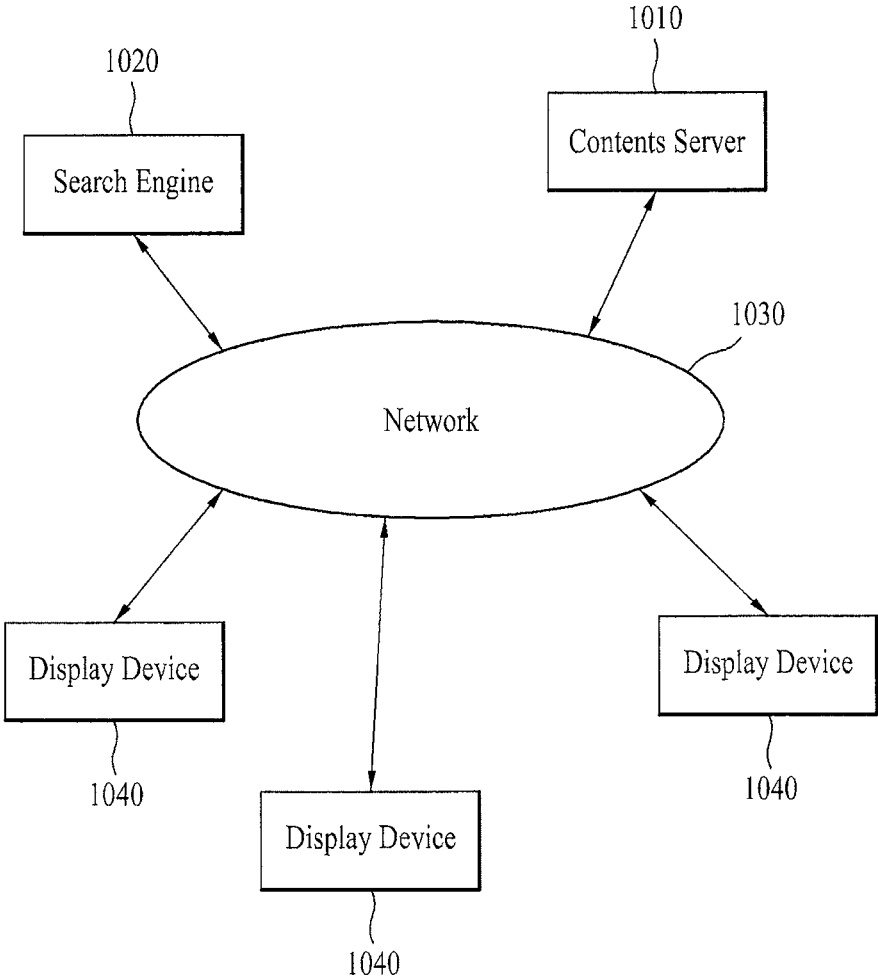 1010
1020
Contents Server
Search Engine
1030
Network
Display Device
Display Device
1040
1040
Display Device
1040